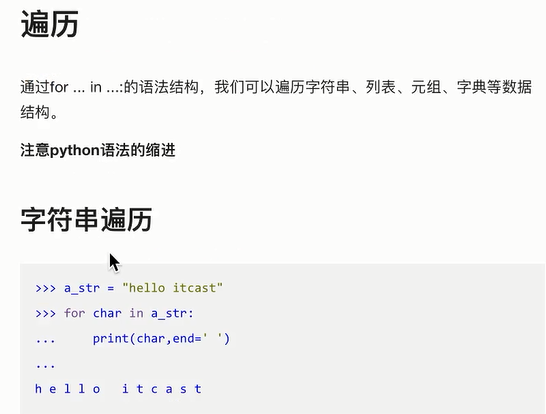 遍历
通过for ... in ...:的语法结构，我们可以遍历字符串、列表、元组、字典等数据
结构。
注意python语法的缩进
字符串遍历
>>> a_str = "hello itcast"
>>> for char in a_str:
...     print(char,end=' ')
...
h e l l o   i t c a s t